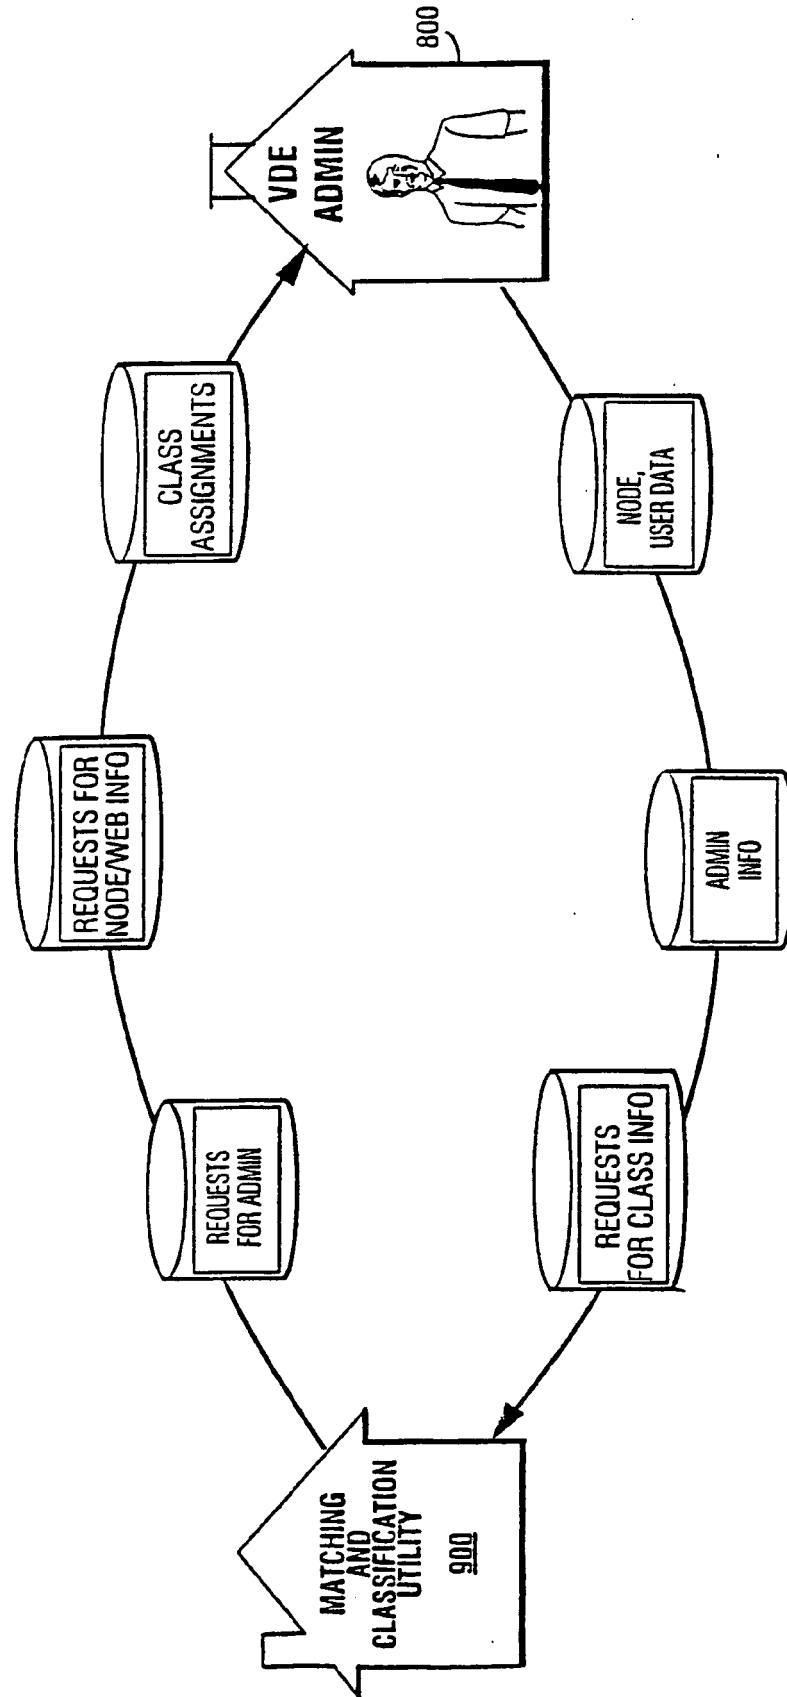 MATCHING
AND
CLASSIFICATION
UTILITY
900
REQUESTS
FOR ADMIN
REQUESTS FOR
NODE/WEB INFO
CLASS
ASSIGNMENTS
VDE
ADMIN
800
NODE,
USER DATA
ADMIN
INFO
REQUESTS
FOR CLASS INFO